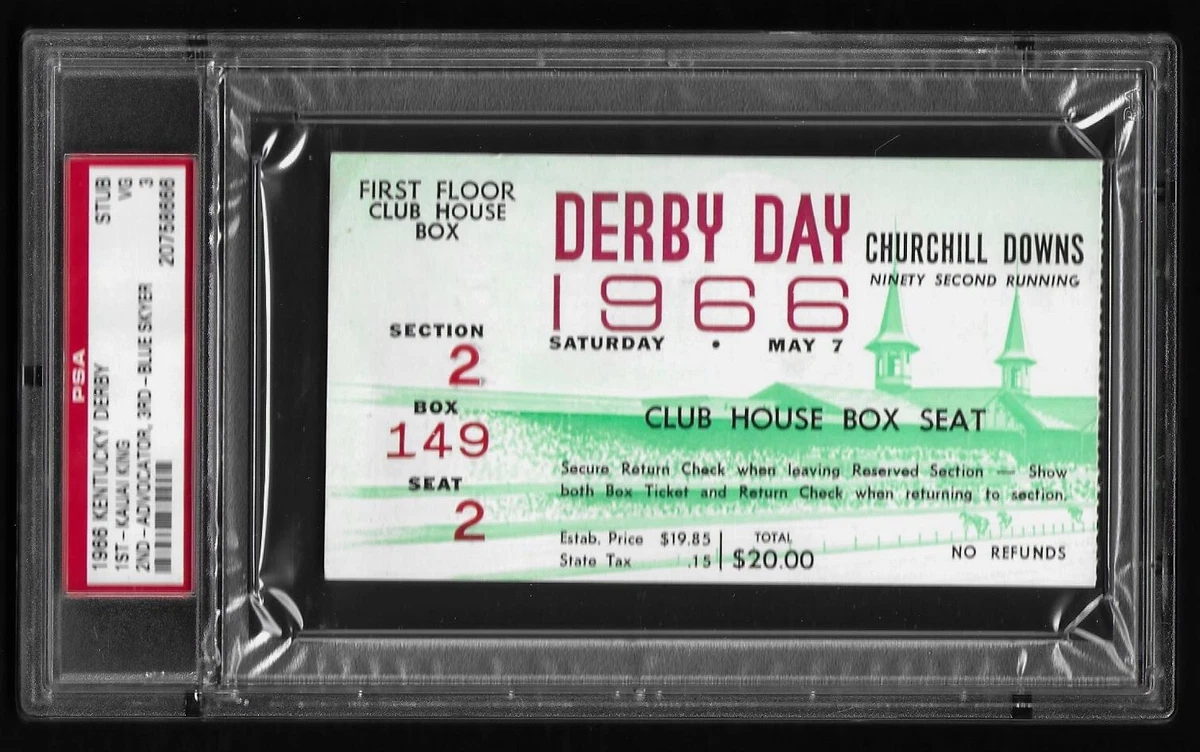 PSA
1966 KENTUCKY DERBY STUB
1ST-KAUAI KING VG
2ND-ADVOCATOR, 3RD-BLUE SKYER 3
20758668
FIRST FLOOR
CLUB HOUSE
BOX
DERBY DAY
1966
SATURDAY • MAY 7
CHURCHILL DOWNS
NINETY SECOND RUNNING
SECTION
2
BOX
149
SEAT
2
CLUB HOUSE BOX SEAT
Secure Return Check when leaving Reserved Section — Show
both Box Ticket and Return Check when returning to section.
Estab. Price $19.85
State Tax .15
TOTAL
$20.00
NO REFUNDS